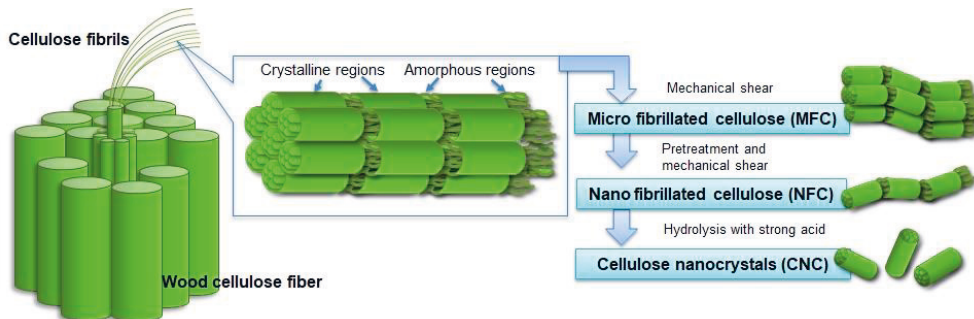 Cellulose fibrils
Crystalline regions
Amorphous regions
Wood cellulose fiber
Mechanical shear
Micro fibrillated cellulose (MFC)
Pretreatment and
mechanical shear
Nano fibrillated cellulose (NFC)
Hydrolysis with strong acid
Cellulose nanocrystals (CNC)